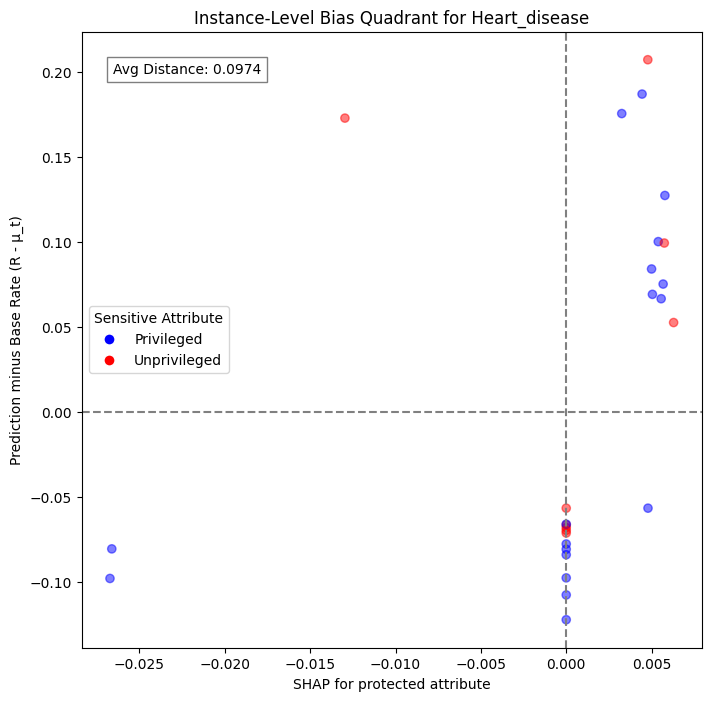 Instance-Level Bias Quadrant for Heart_disease
Avg Distance: 0.0974
Prediction minus Base Rate (R - μ_t)
0.20
0.15
0.10
0.05
0.00
−0.05
−0.10
Sensitive Attribute
Privileged
Unprivileged
−0.025
−0.020
−0.015
−0.010
−0.005
0.000
0.005
SHAP for protected attribute